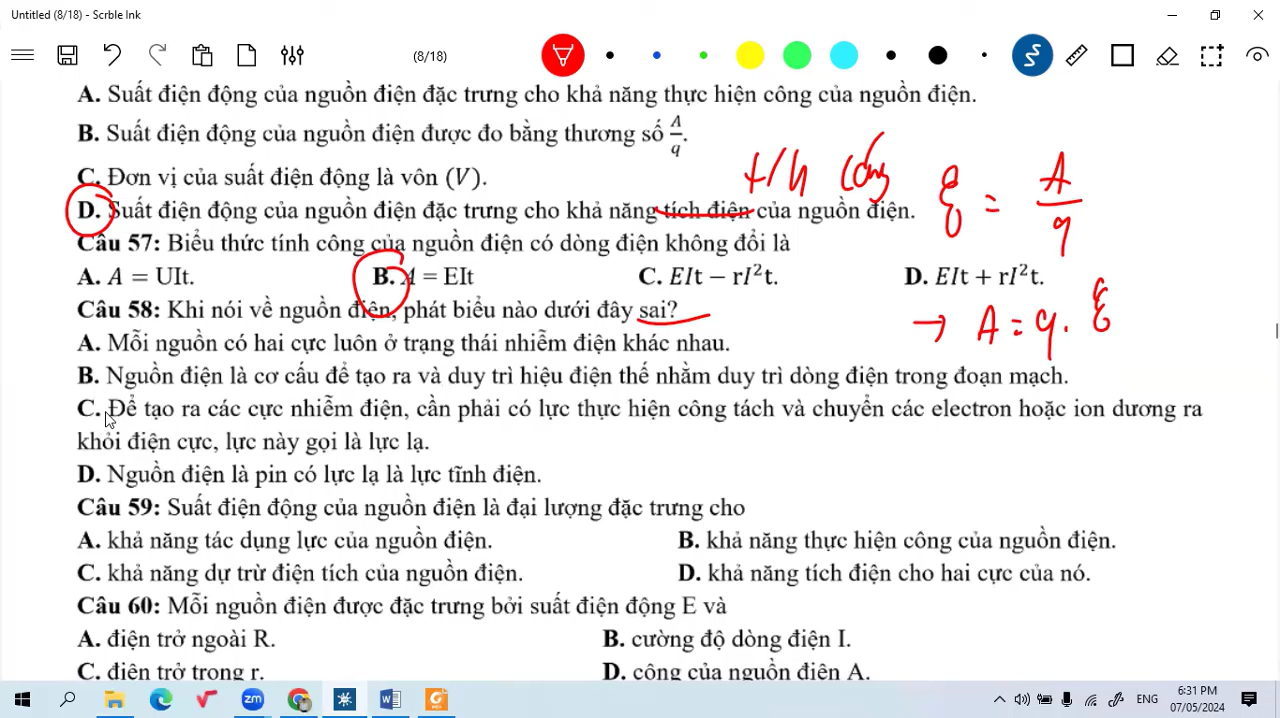 Untitled (8/18) - Scrble Ink
(8/18)
A. Suất điện động của nguồn điện đặc trưng cho khả năng thực hiện công của nguồn điện.
B. Suất điện động của nguồn điện được đo bằng thương số A/q.
C. Đơn vị của suất điện động là vôn (V).
t/h công
ξ = A/q
D. Suất điện động của nguồn điện đặc trưng cho khả năng tích điện của nguồn điện.
Câu 57: Biểu thức tính công của nguồn điện có dòng điện không đổi là
A. A = UIt. B. A = EIt C. EIt − rI²t. D. EIt + rI²t.
Câu 58: Khi nói về nguồn điện, phát biểu nào dưới đây sai?
→ A = q. ξ
A. Mỗi nguồn có hai cực luôn ở trạng thái nhiễm điện khác nhau.
B. Nguồn điện là cơ cấu để tạo ra và duy trì hiệu điện thế nhằm duy trì dòng điện trong đoạn mạch.
C. Để tạo ra các cực nhiễm điện, cần phải có lực thực hiện công tách và chuyển các electron hoặc ion dương ra
khỏi điện cực, lực này gọi là lực lạ.
D. Nguồn điện là pin có lực lạ là lực tĩnh điện.
Câu 59: Suất điện động của nguồn điện là đại lượng đặc trưng cho
A. khả năng tác dụng lực của nguồn điện. B. khả năng thực hiện công của nguồn điện.
C. khả năng dự trừ điện tích của nguồn điện. D. khả năng tích điện cho hai cực của nó.
Câu 60: Mỗi nguồn điện được đặc trưng bởi suất điện động E và
A. điện trở ngoài R. B. cường độ dòng điện I.
C. điện trở trong r. D. công của nguồn điện A.
zm
ENG
6:31 PM
07/05/2024